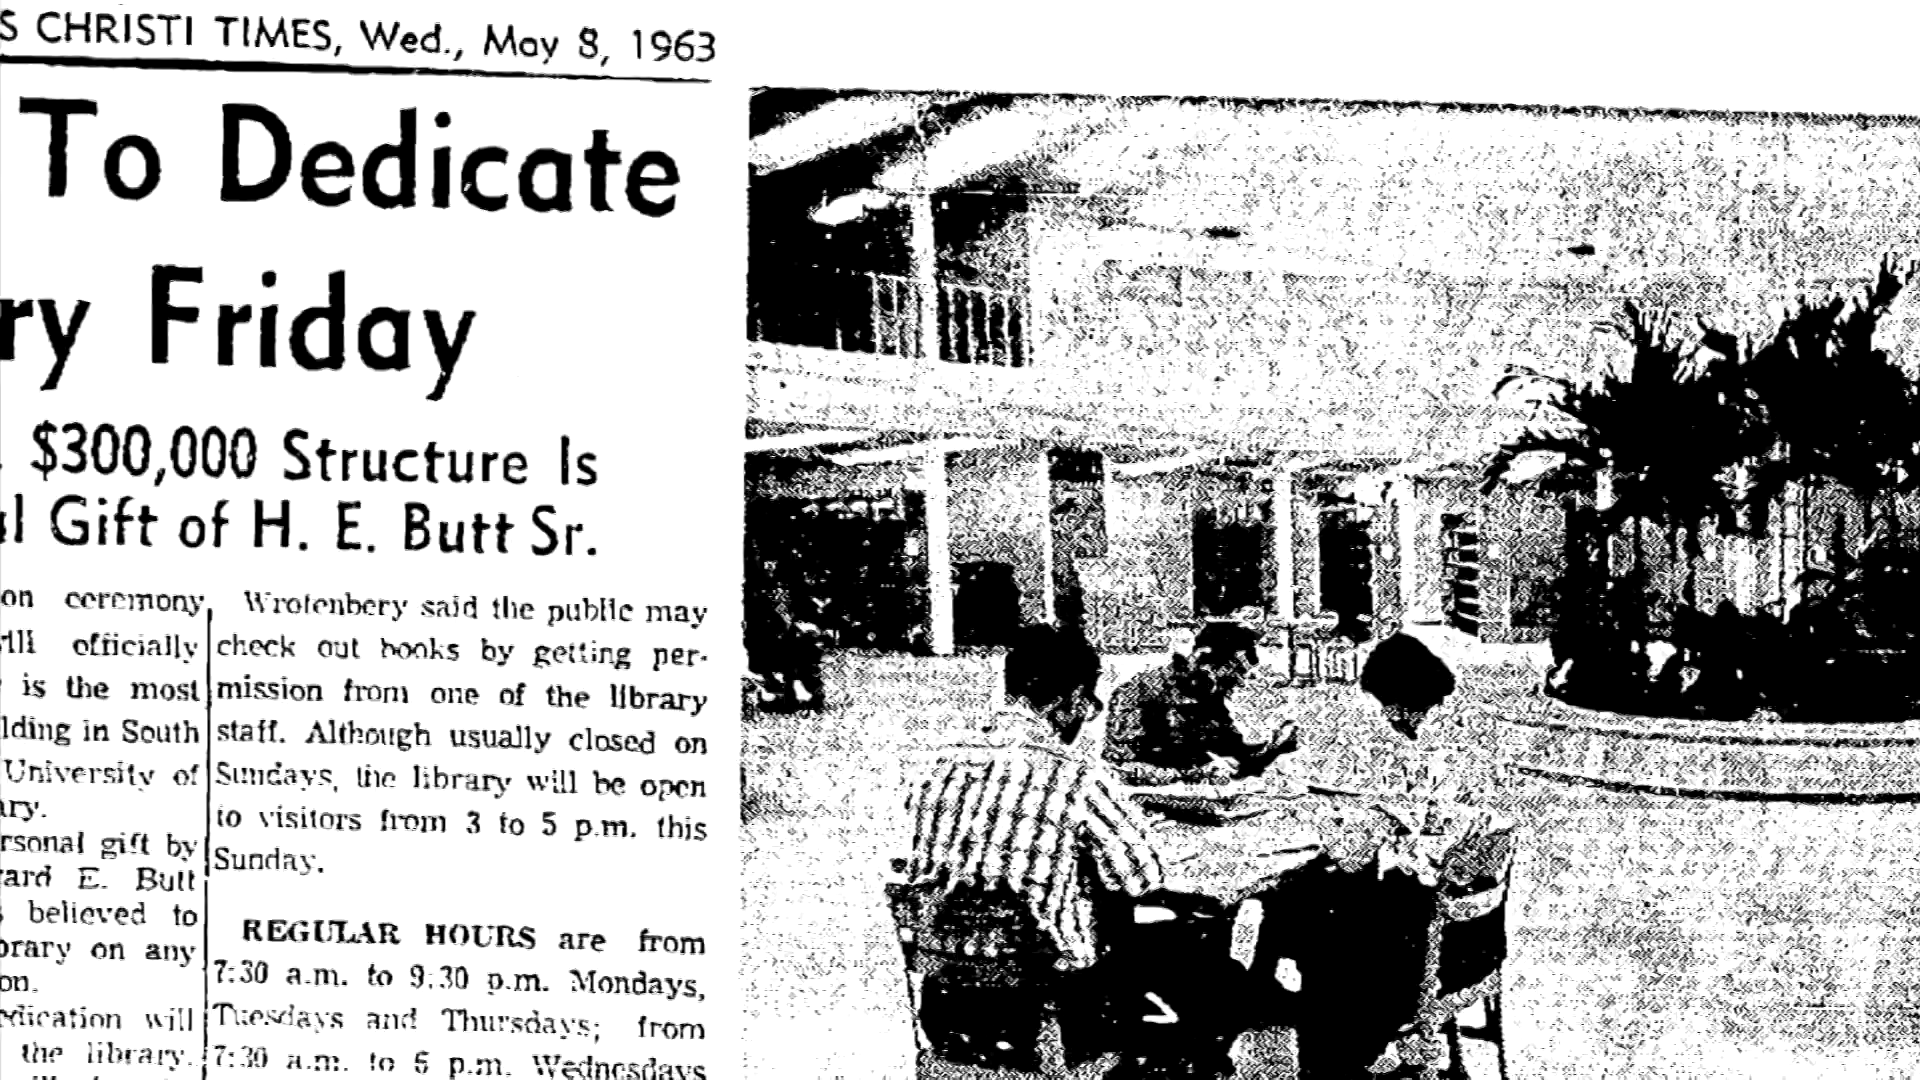 S CHRISTI TIMES, Wed., May 8, 1963
To Dedicate
ry Friday
$300,000 Structure Is
l Gift of H. E. Butt Sr.
on ceremony
ill officially
is the most
lding in South
University of
ary.
rsonal gift by
ard E. Butt
believed to
brary on any
on.
edication will
the library.
Wrotenbery said the public may
check out books by getting per-
mission from one of the library
staff. Although usually closed on
Sundays, the library will be open
to visitors from 3 to 5 p.m. this
Sunday.
REGULAR HOURS are from
7:30 a.m. to 9:30 p.m. Mondays,
Tuesdays and Thursdays; from
7:30 a.m. to 5 p.m. Wednesdays